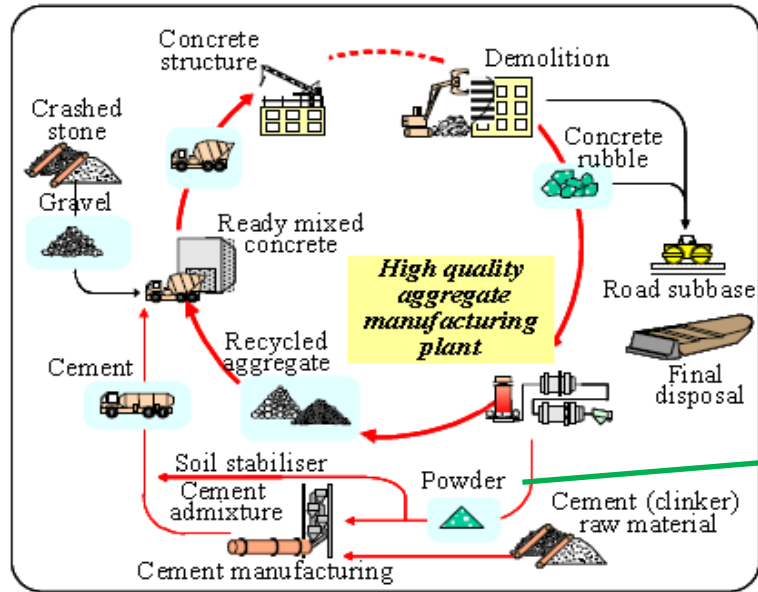 Concrete
structure
Demolition
Crashed
stone
Concrete
rubble
Gravel
Ready mixed
concrete
High quality
aggregate
manufacturing
plant
Road subbase
Recycled
aggregate
Cement
Final
disposal
Soil stabiliser
Powder
Cement
admixture
Cement (clinker)
raw material
Cement manufacturing